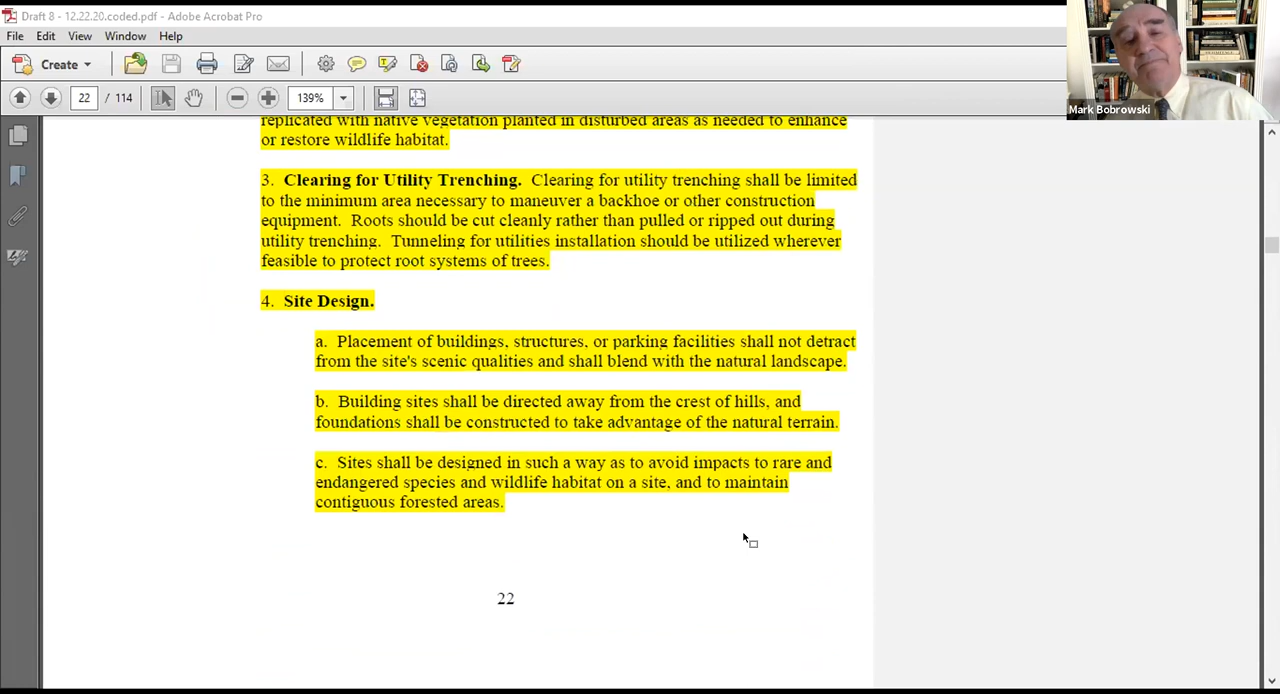 Draft 8 - 12.22.20.coded.pdf - Adobe Acrobat Pro
File Edit View Window Help
Create
22 / 114
139%
Mark Bobrowski
replicated with native vegetation planted in disturbed areas as needed to enhance
or restore wildlife habitat.
3. Clearing for Utility Trenching. Clearing for utility trenching shall be limited
to the minimum area necessary to maneuver a backhoe or other construction
equipment. Roots should be cut cleanly rather than pulled or ripped out during
utility trenching. Tunneling for utilities installation should be utilized wherever
feasible to protect root systems of trees.
4. Site Design.
a. Placement of buildings, structures, or parking facilities shall not detract
from the site's scenic qualities and shall blend with the natural landscape.
b. Building sites shall be directed away from the crest of hills, and
foundations shall be constructed to take advantage of the natural terrain.
c. Sites shall be designed in such a way as to avoid impacts to rare and
endangered species and wildlife habitat on a site, and to maintain
contiguous forested areas.
22